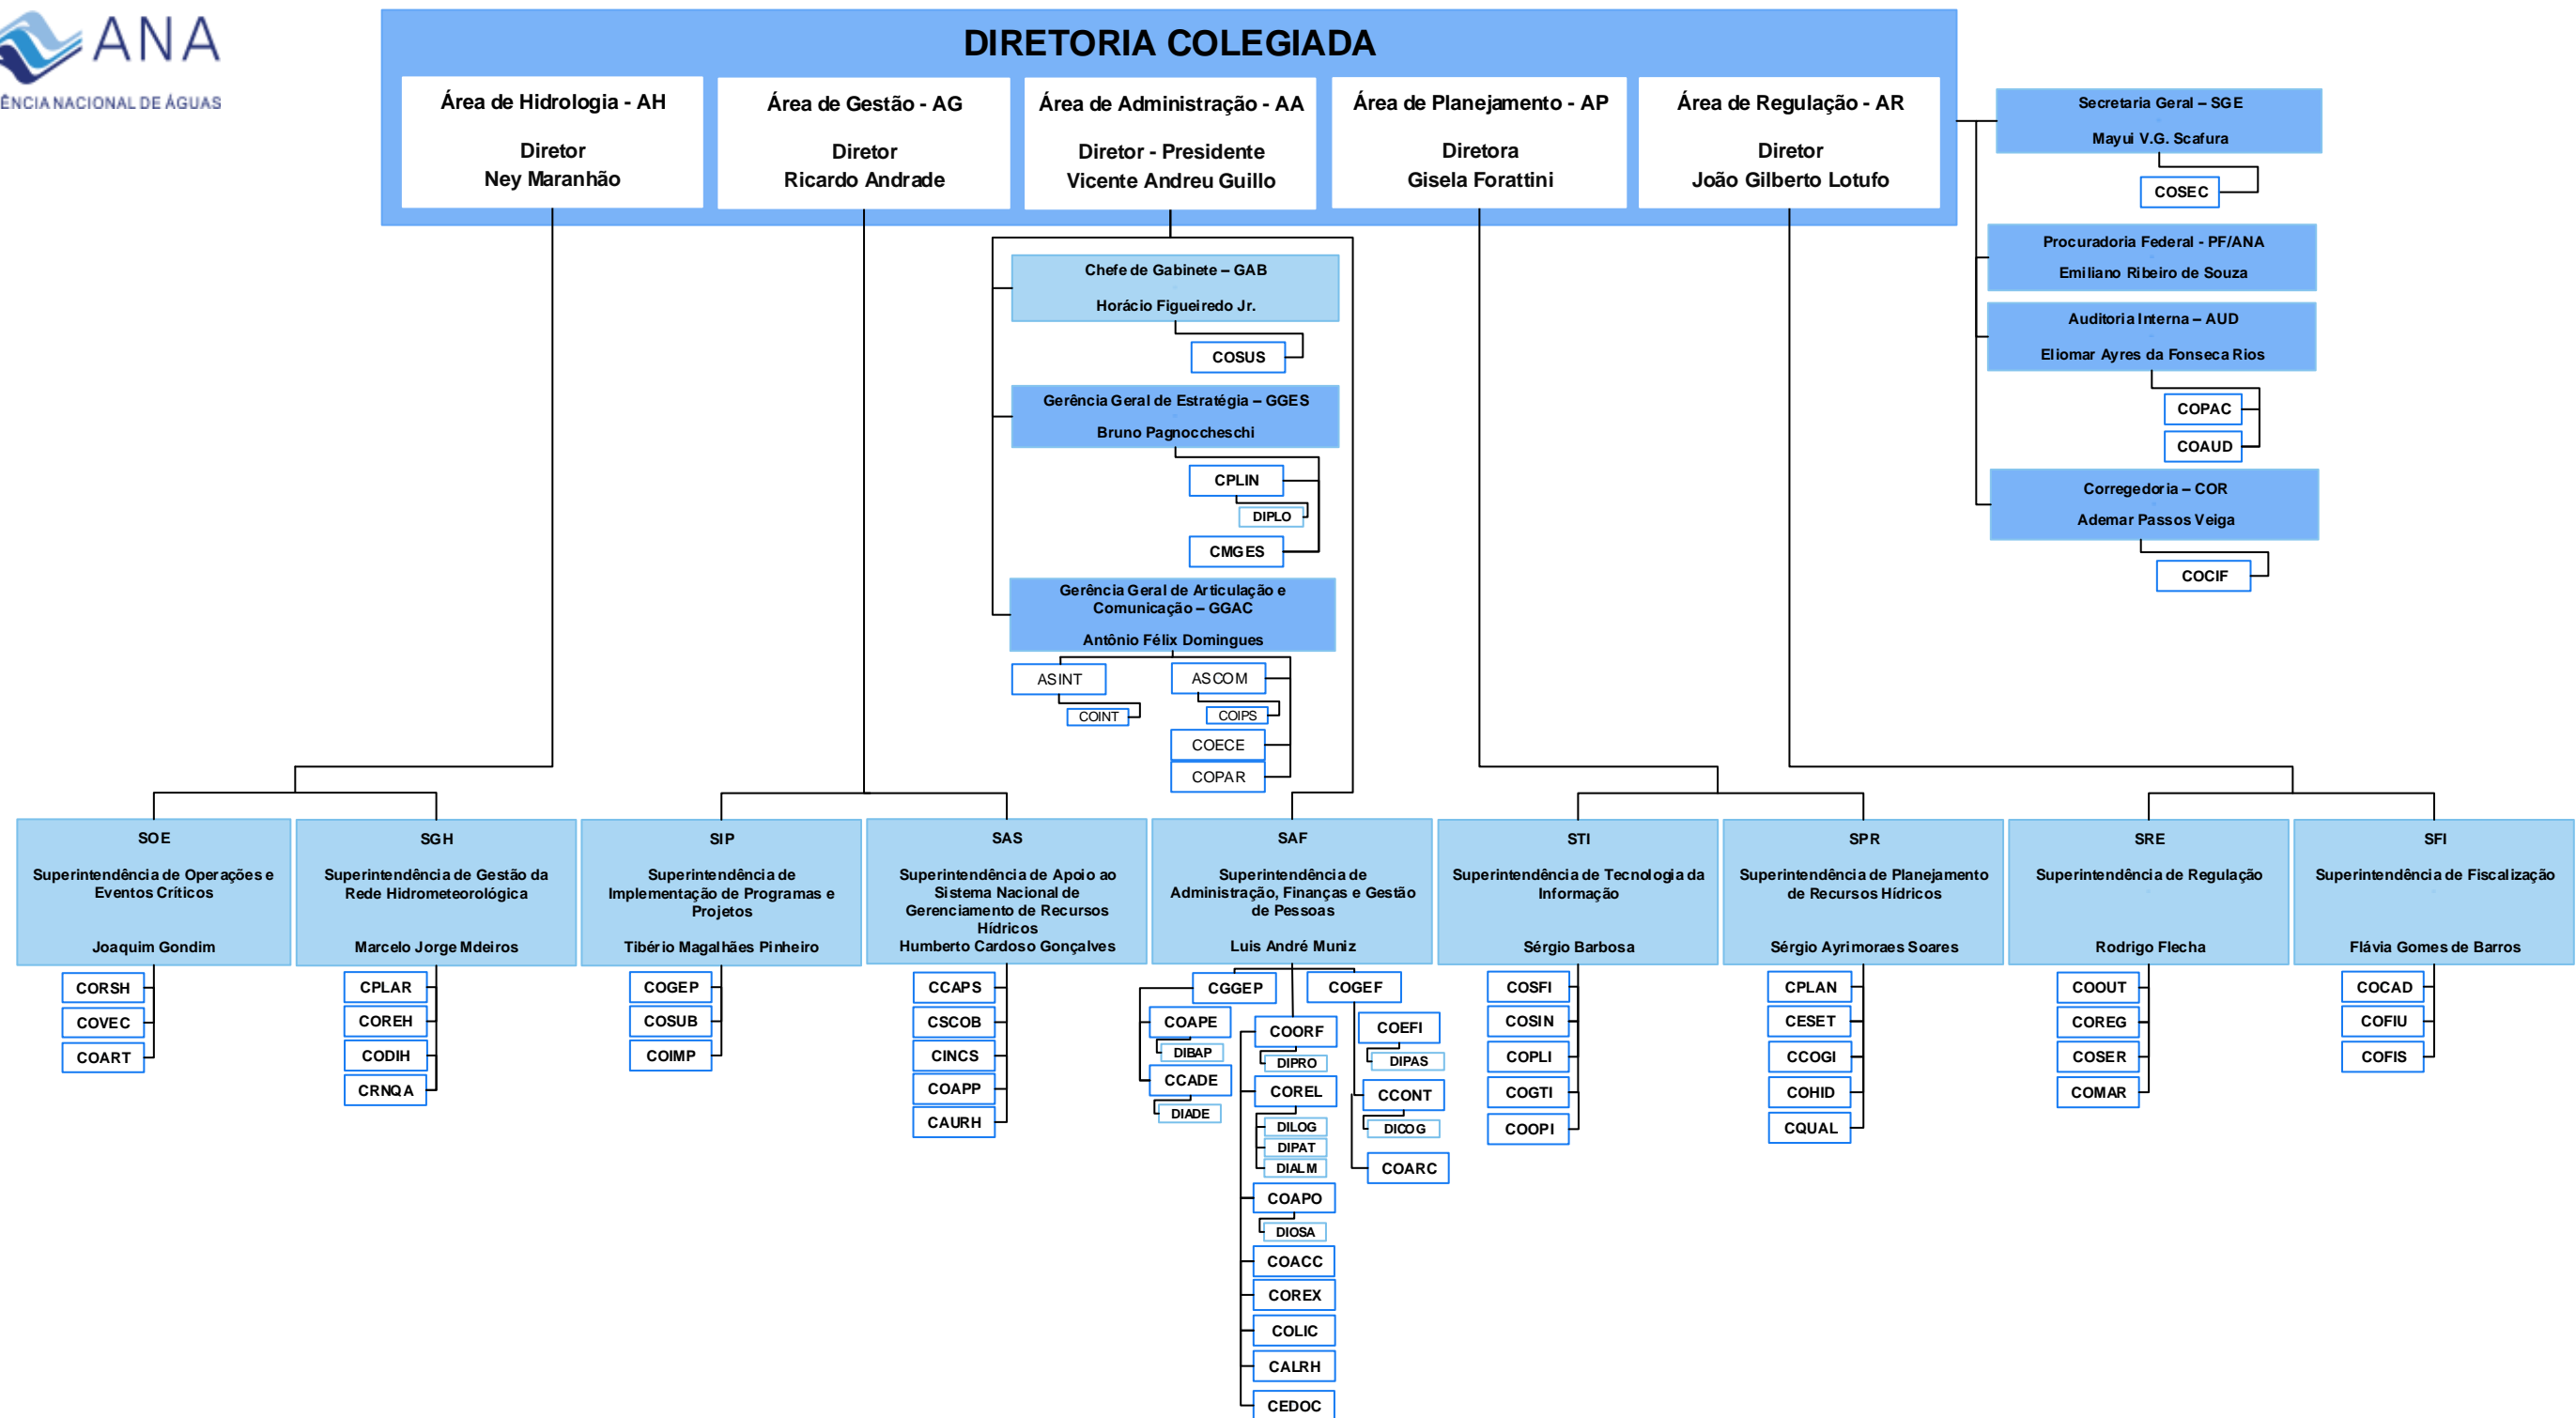 ANA
ÊNCIA NACIONAL DE ÁGUAS
DIRETORIA COLEGIADA
Área de Hidrologia - AH
Diretor
Ney Maranhão
Área de Gestão - AG
Diretor
Ricardo Andrade
Área de Administração - AA
Diretor - Presidente
Vicente Andreu Guillo
Área de Planejamento - AP
Diretora
Gisela Forattini
Área de Regulação - AR
Diretor
João Gilberto Lotufo
Secretaria Geral – SGE
Mayui V.G. Scafura
COSEC
Procuradoria Federal - PF/ANA
Emiliano Ribeiro de Souza
Auditoria Interna – AUD
Eliomar Ayres da Fonseca Rios
COPAC
COAUD
Corregedoria – COR
Ademar Passos Veiga
COCIF
Chefe de Gabinete – GAB
Horácio Figueiredo Jr.
COSUS
Gerência Geral de Estratégia – GGES
Bruno Pagnoccheschi
CPLIN
DIPLO
CMGES
Gerência Geral de Articulação e
Comunicação – GGAC
Antônio Félix Domingues
ASINT
COINT
ASCOM
COIPS
COECE
COPAR
SOE
Superintendência de Operações e
Eventos Críticos
Joaquim Gondim
CORSH
COVEC
COART
SGH
Superintendência de Gestão da
Rede Hidrometeorológica
Marcelo Jorge Mdeiros
CPLAR
COREH
CODIH
CRNQA
SIP
Superintendência de
Implementação de Programas e
Projetos
Tibério Magalhães Pinheiro
COGEP
COSUB
COIMP
SAS
Superintendência de Apoio ao
Sistema Nacional de
Gerenciamento de Recursos
Hídricos
Humberto Cardoso Gonçalves
CCAPS
CSCOB
CINCS
COAPP
CAURH
SAF
Superintendência de
Administração, Finanças e Gestão
de Pessoas
Luis André Muniz
CGGEP
COAPE
DIBAP
CCADE
DIADE
COORF
DIPRO
COREL
DILOG
DIPAT
DIALM
COAPO
DIOSA
COACC
COREX
COLIC
CALRH
CEDOC
COGEF
COEFI
DIPAS
CCONT
DICOG
COARC
STI
Superintendência de Tecnologia da
Informação
Sérgio Barbosa
COSFI
COSIN
COPLI
COGTI
COOPI
SPR
Superintendência de Planejamento
de Recursos Hídricos
Sérgio Ayrimoraes Soares
CPLAN
CESET
CCOGI
COHID
CQUAL
SRE
Superintendência de Regulação
Rodrigo Flecha
COOUT
COREG
COSER
COMAR
SFI
Superintendência de Fiscalização
Flávia Gomes de Barros
COCAD
COFIU
COFIS